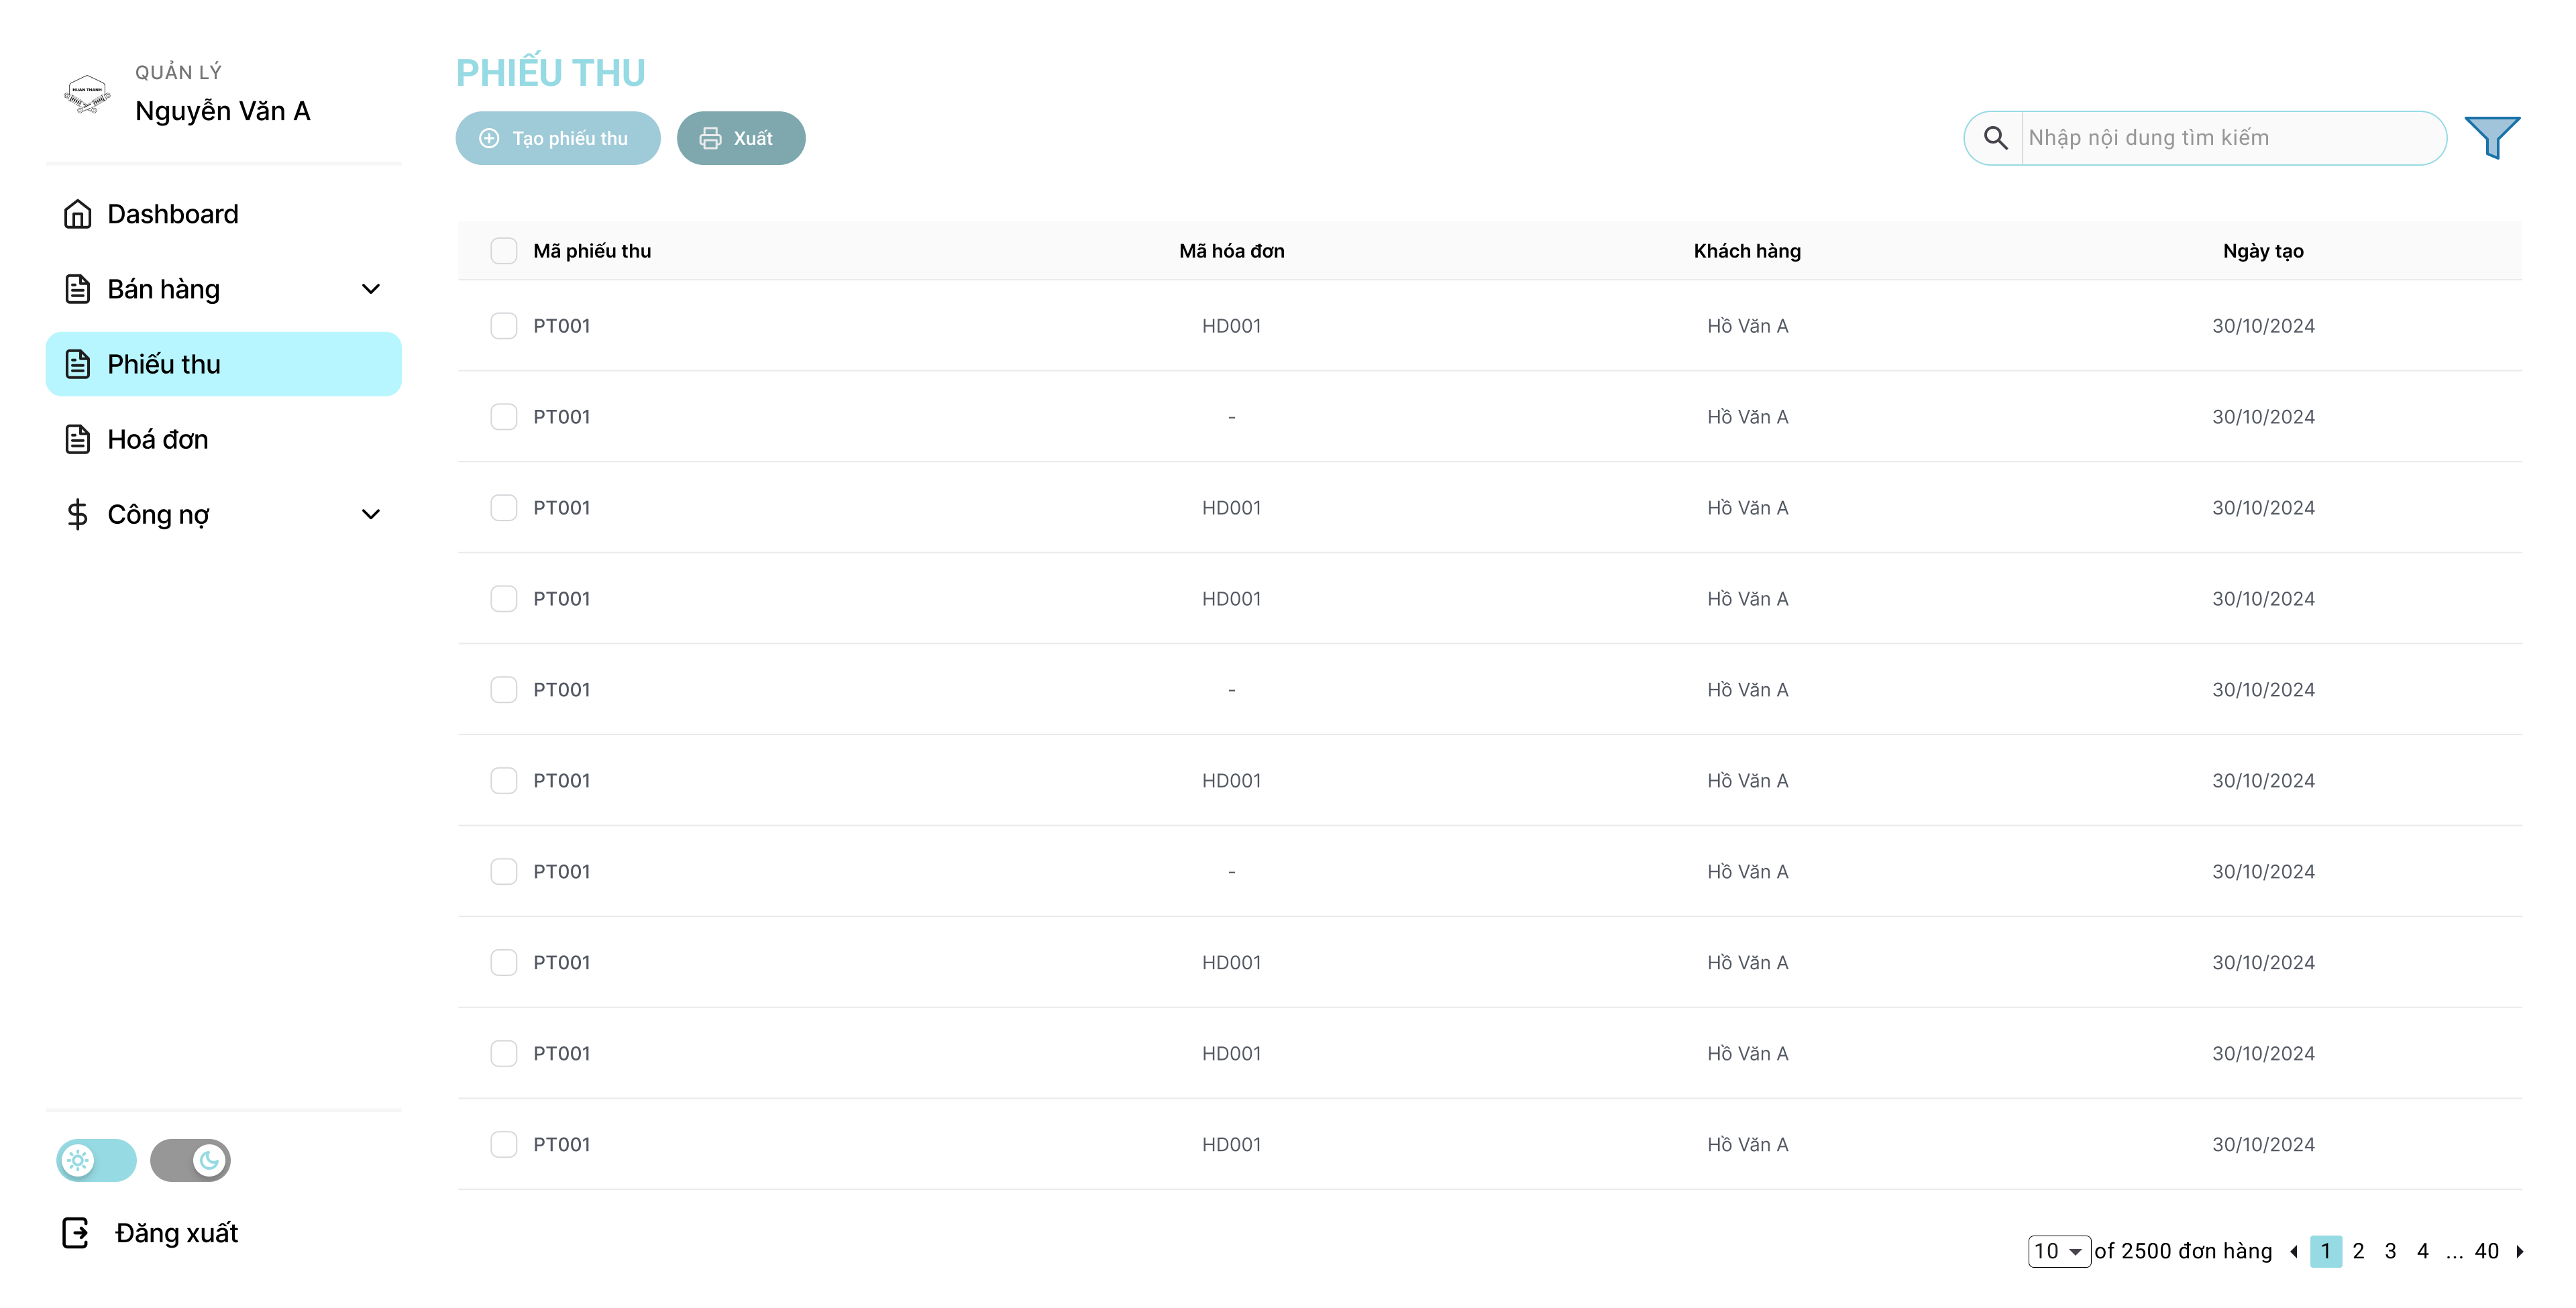 HUAN THANH
QUẢN LÝ
Nguyễn Văn A
Dashboard
Bán hàng
Phiếu thu
Hoá đơn
Công nợ
Đăng xuất
PHIẾU THU
Tạo phiếu thu
Xuất
Nhập nội dung tìm kiếm
Mã phiếu thu Mã hóa đơn Khách hàng Ngày tạo
PT001 HD001 Hồ Văn A 30/10/2024
PT001 - Hồ Văn A 30/10/2024
PT001 HD001 Hồ Văn A 30/10/2024
PT001 HD001 Hồ Văn A 30/10/2024
PT001 - Hồ Văn A 30/10/2024
PT001 HD001 Hồ Văn A 30/10/2024
PT001 - Hồ Văn A 30/10/2024
PT001 HD001 Hồ Văn A 30/10/2024
PT001 HD001 Hồ Văn A 30/10/2024
PT001 HD001 Hồ Văn A 30/10/2024
10 of 2500 đơn hàng 1 2 3 4 ... 40